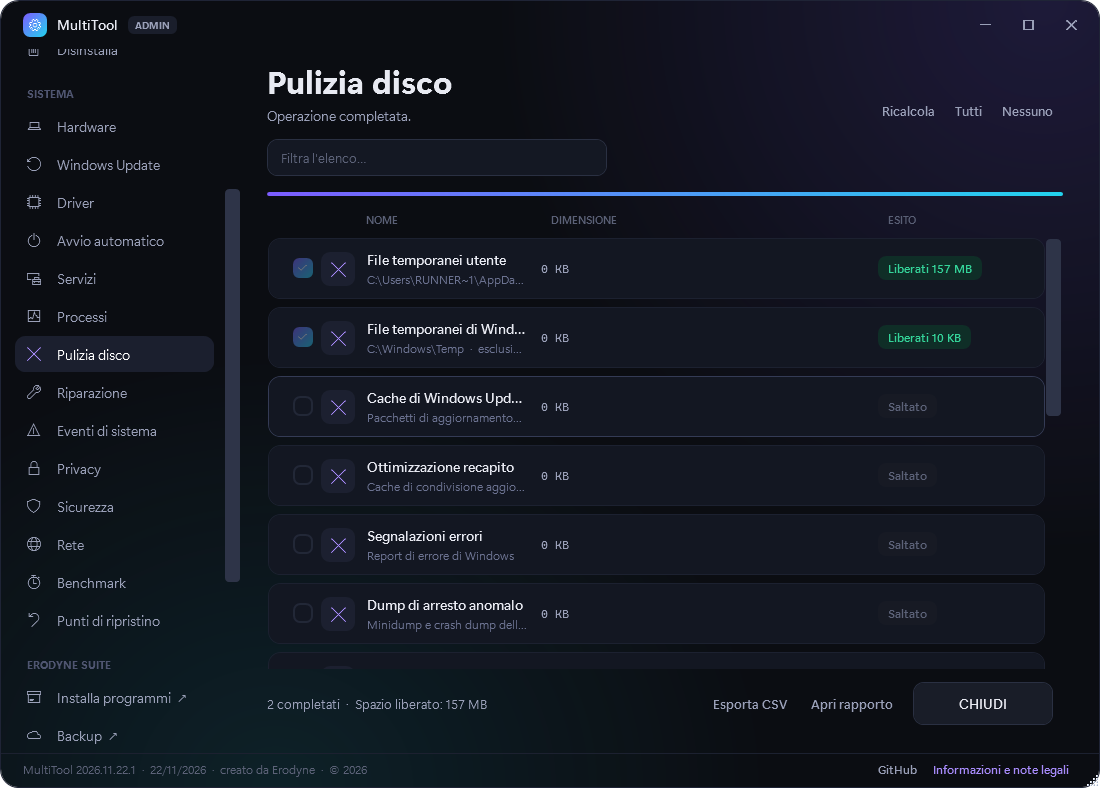 MultiTool ADMIN
Disinstalla
SISTEMA
Hardware
Windows Update
Driver
Avvio automatico
Servizi
Processi
Pulizia disco
Riparazione
Eventi di sistema
Privacy
Sicurezza
Rete
Benchmark
Punti di ripristino
ERODYNE SUITE
Installa programmi ↗
Backup ↗
Pulizia disco
Operazione completata.
Ricalcola Tutti Nessuno
Filtra l'elenco...
NOME DIMENSIONE ESITO
File temporanei utente
C:\Users\RUNNER~1\AppDa...
0 KB
Liberati 157 MB
File temporanei di Wind...
C:\Windows\Temp · esclusi...
0 KB
Liberati 10 KB
Cache di Windows Upd...
Pacchetti di aggiornamento...
0 KB
Saltato
Ottimizzazione recapito
Cache di condivisione aggio...
0 KB
Saltato
Segnalazioni errori
Report di errore di Windows
0 KB
Saltato
Dump di arresto anomalo
Minidump e crash dump dell...
0 KB
Saltato
2 completati · Spazio liberato: 157 MB
Esporta CSV Apri rapporto CHIUDI
MultiTool 2026.11.22.1 · 22/11/2026 · creato da Erodyne · © 2026
GitHub Informazioni e note legali